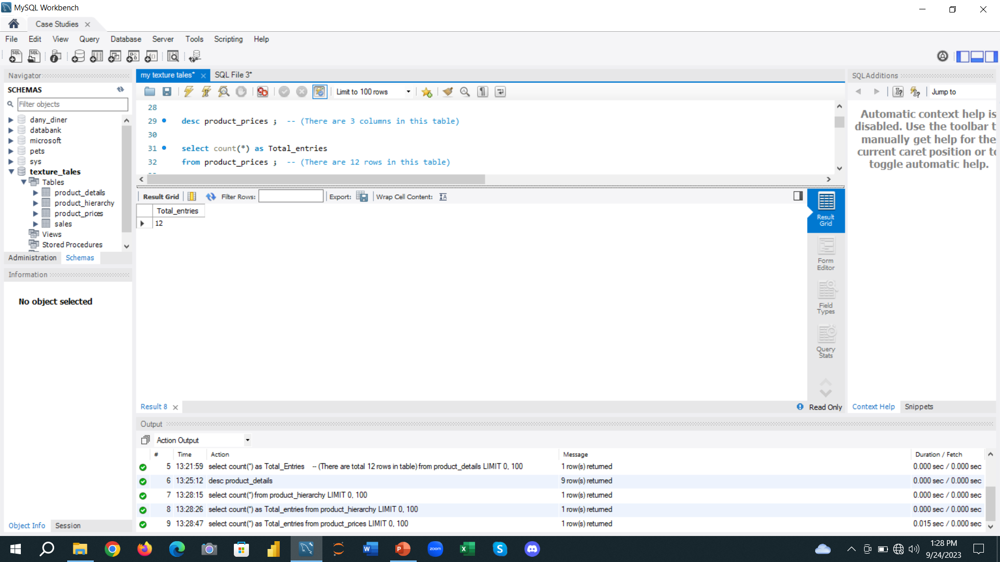 MySQL Workbench
Case Studies
File Edit View Query Database Server Tools Scripting Help
Navigator
SCHEMAS
Filter objects
dany_diner
databank
microsoft
pets
sys
texture_tales
Tables
product_details
product_hierarchy
product_prices
sales
Views
Stored Procedures
Administration Schemas
Information
No object selected
Object Info Session
my texture tales* SQL File 3*
Limit to 100 rows
28
29 desc product_prices ; -- (There are 3 columns in this table)
30
31 select count(*) as Total_entries
32 from product_prices ; -- (There are 12 rows in this table)
Result Grid Filter Rows: Export: Wrap Cell Content:
Total_entries
12
Result Grid
Form Editor
Field Types
Query Stats
Result 8
Read Only
SQLAdditions
Jump to
Automatic context help is
disabled. Use the toolbar t
manually get help for the
current caret position or to
toggle automatic help.
Context Help Snippets
Output
Action Output
# Time Action Message Duration / Fetch
5 13:21:59 select count(*) as Total_Entries -- (There are total 12 rows in table) from product_details LIMIT 0, 100 1 row(s) returned 0.000 sec / 0.000 sec
6 13:25:12 desc product_details 9 row(s) returned 0.000 sec / 0.000 sec
7 13:28:15 select count(*) from product_hierarchy LIMIT 0, 100 1 row(s) returned 0.000 sec / 0.000 sec
8 13:28:26 select count(*) as Total_entries from product_hierarchy LIMIT 0, 100 1 row(s) returned 0.000 sec / 0.000 sec
9 13:28:47 select count(*) as Total_entries from product_prices LIMIT 0, 100 1 row(s) returned 0.015 sec / 0.000 sec
zoom
1:28 PM
9/24/2023